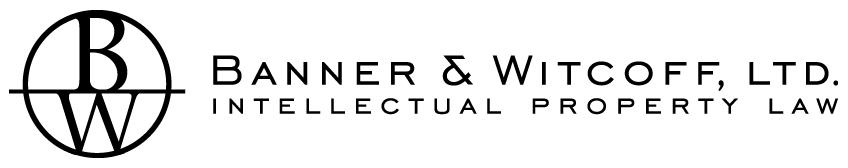 B
W
BANNER & WITCOFF, LTD.
INTELLECTUAL PROPERTY LAW